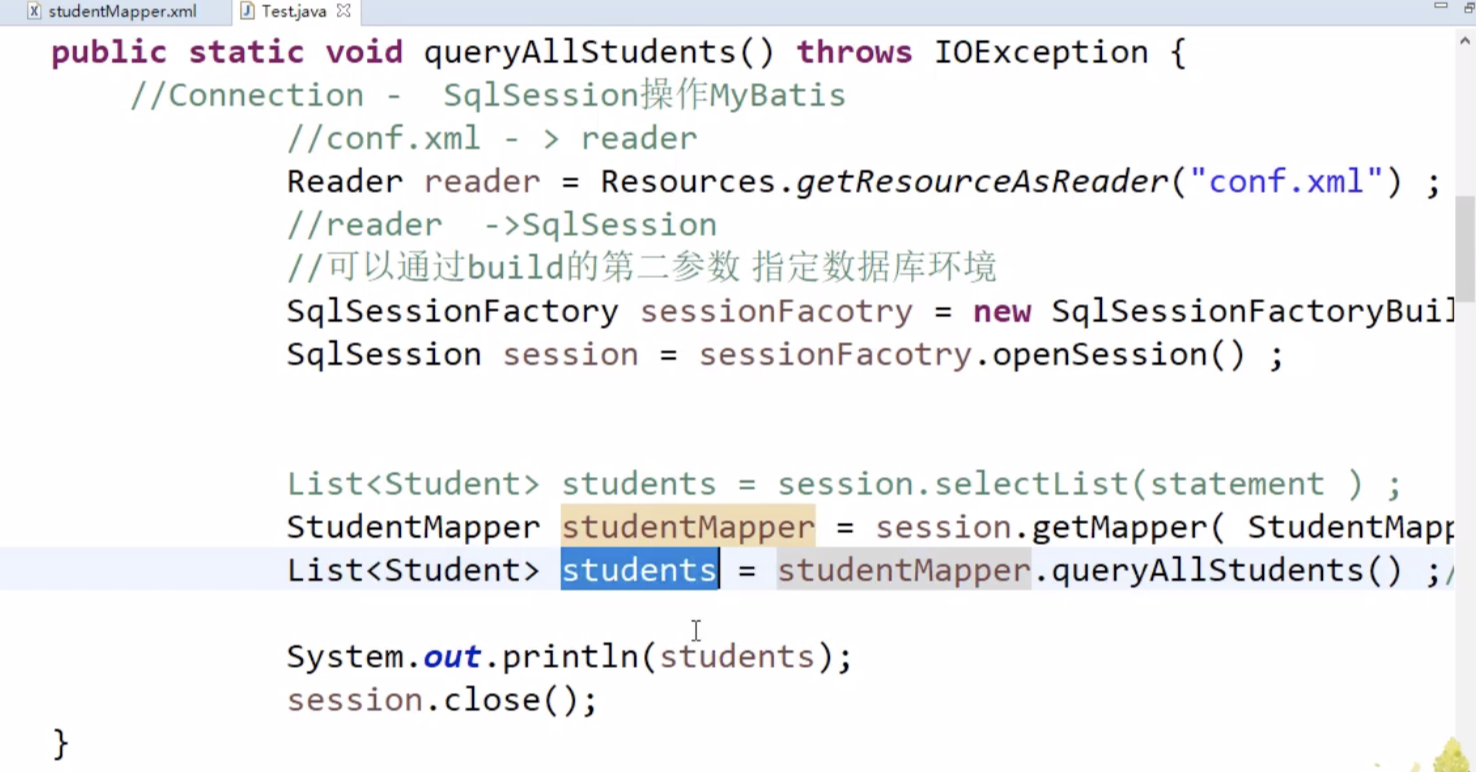 studentMapper.xml Test.java
public static void queryAllStudents() throws IOException {
//Connection - SqlSession操作MyBatis
//conf.xml - > reader
Reader reader = Resources.getResourceAsReader("conf.xml") ;
//reader ->SqlSession
//可以通过build的第二参数 指定数据库环境
SqlSessionFactory sessionFacotry = new SqlSessionFactoryBuil
SqlSession session = sessionFacotry.openSession() ;
List<Student> students = session.selectList(statement ) ;
StudentMapper studentMapper = session.getMapper( StudentMapp
List<Student> students = studentMapper.queryAllStudents() ;/
System.out.println(students);
session.close();
}